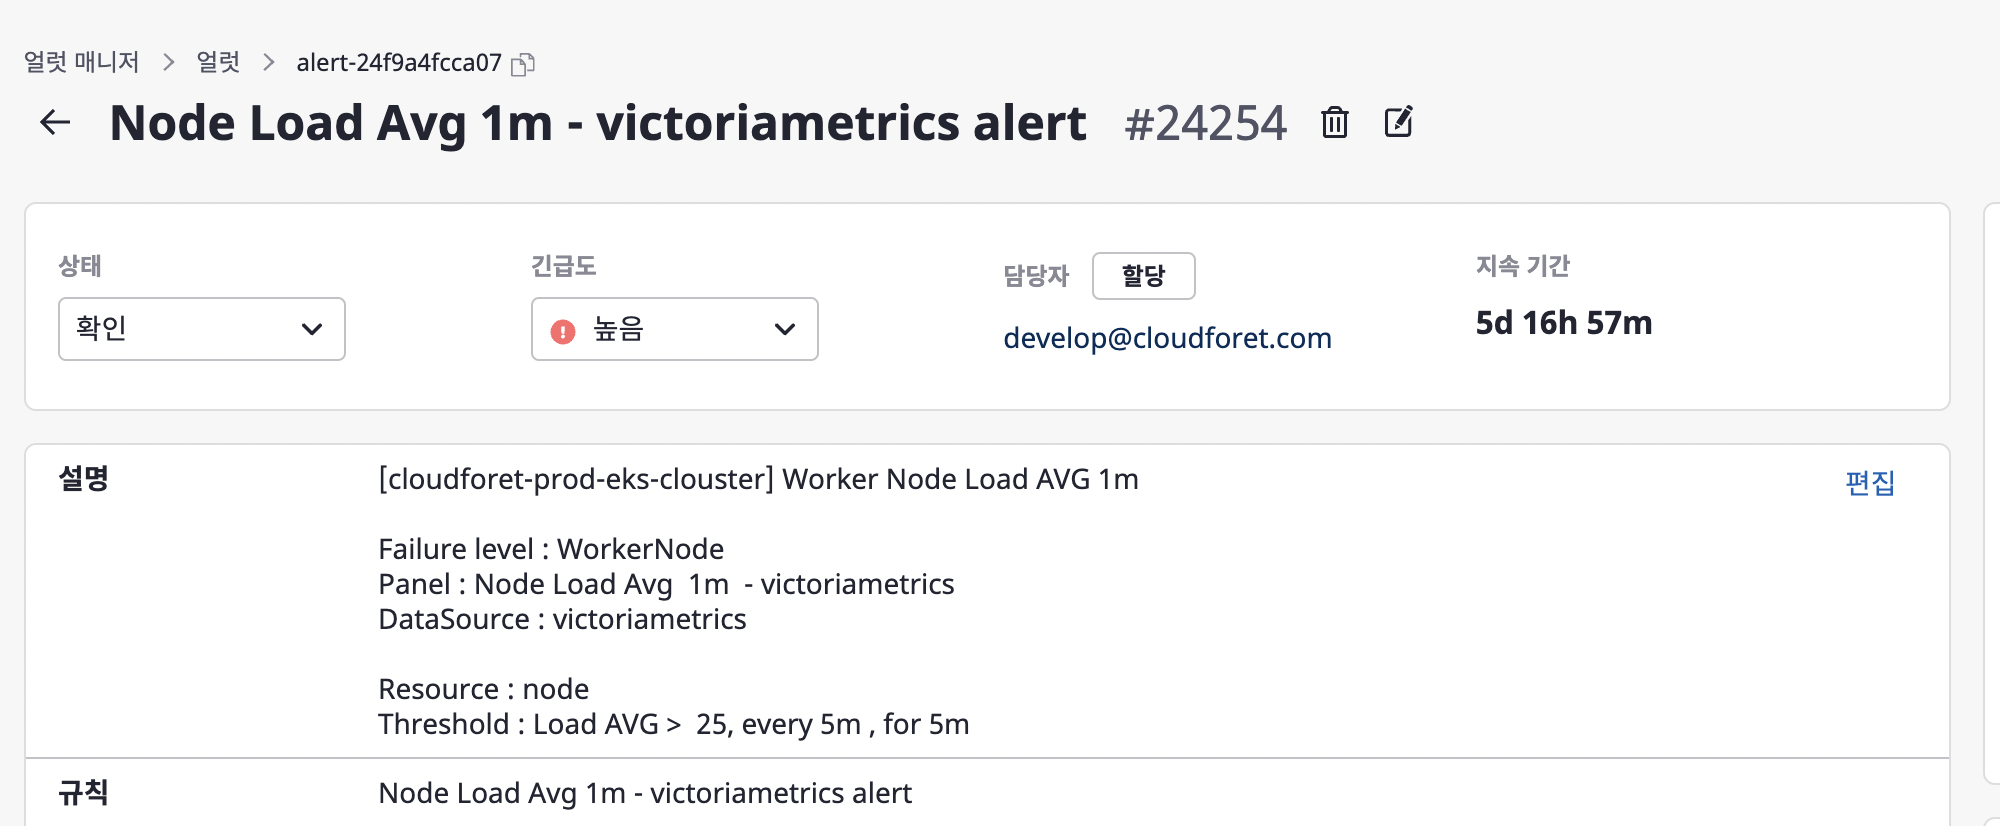 얼럿 매니저 > 얼럿 > alert-24f9a4fcca07
Node Load Avg 1m - victoriametrics alert #24254
상태
확인
긴급도
높음
담당자 할당
develop@cloudforet.com
지속 기간
5d 16h 57m
설명
[cloudforet-prod-eks-clouster] Worker Node Load AVG 1m
편집
Failure level : WorkerNode
Panel : Node Load Avg  1m  - victoriametrics
DataSource : victoriametrics
Resource : node
Threshold : Load AVG >  25, every 5m , for 5m
규칙
Node Load Avg 1m - victoriametrics alert